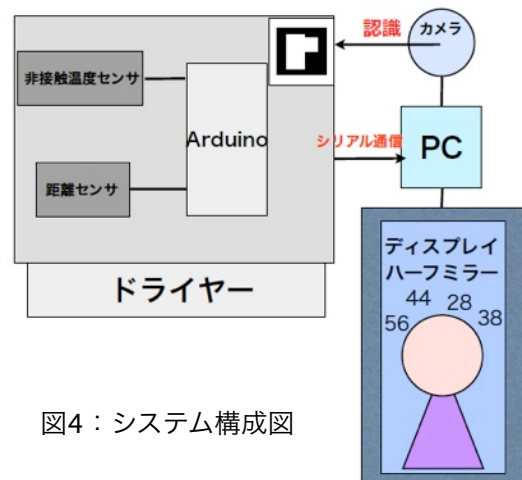 認識
カメラ
非接触温度センサ
Arduino
シリアル通信
PC
距離センサ
ドライヤー
ディスプレイ
ハーフミラー
44 28
56 38
図4：システム構成図